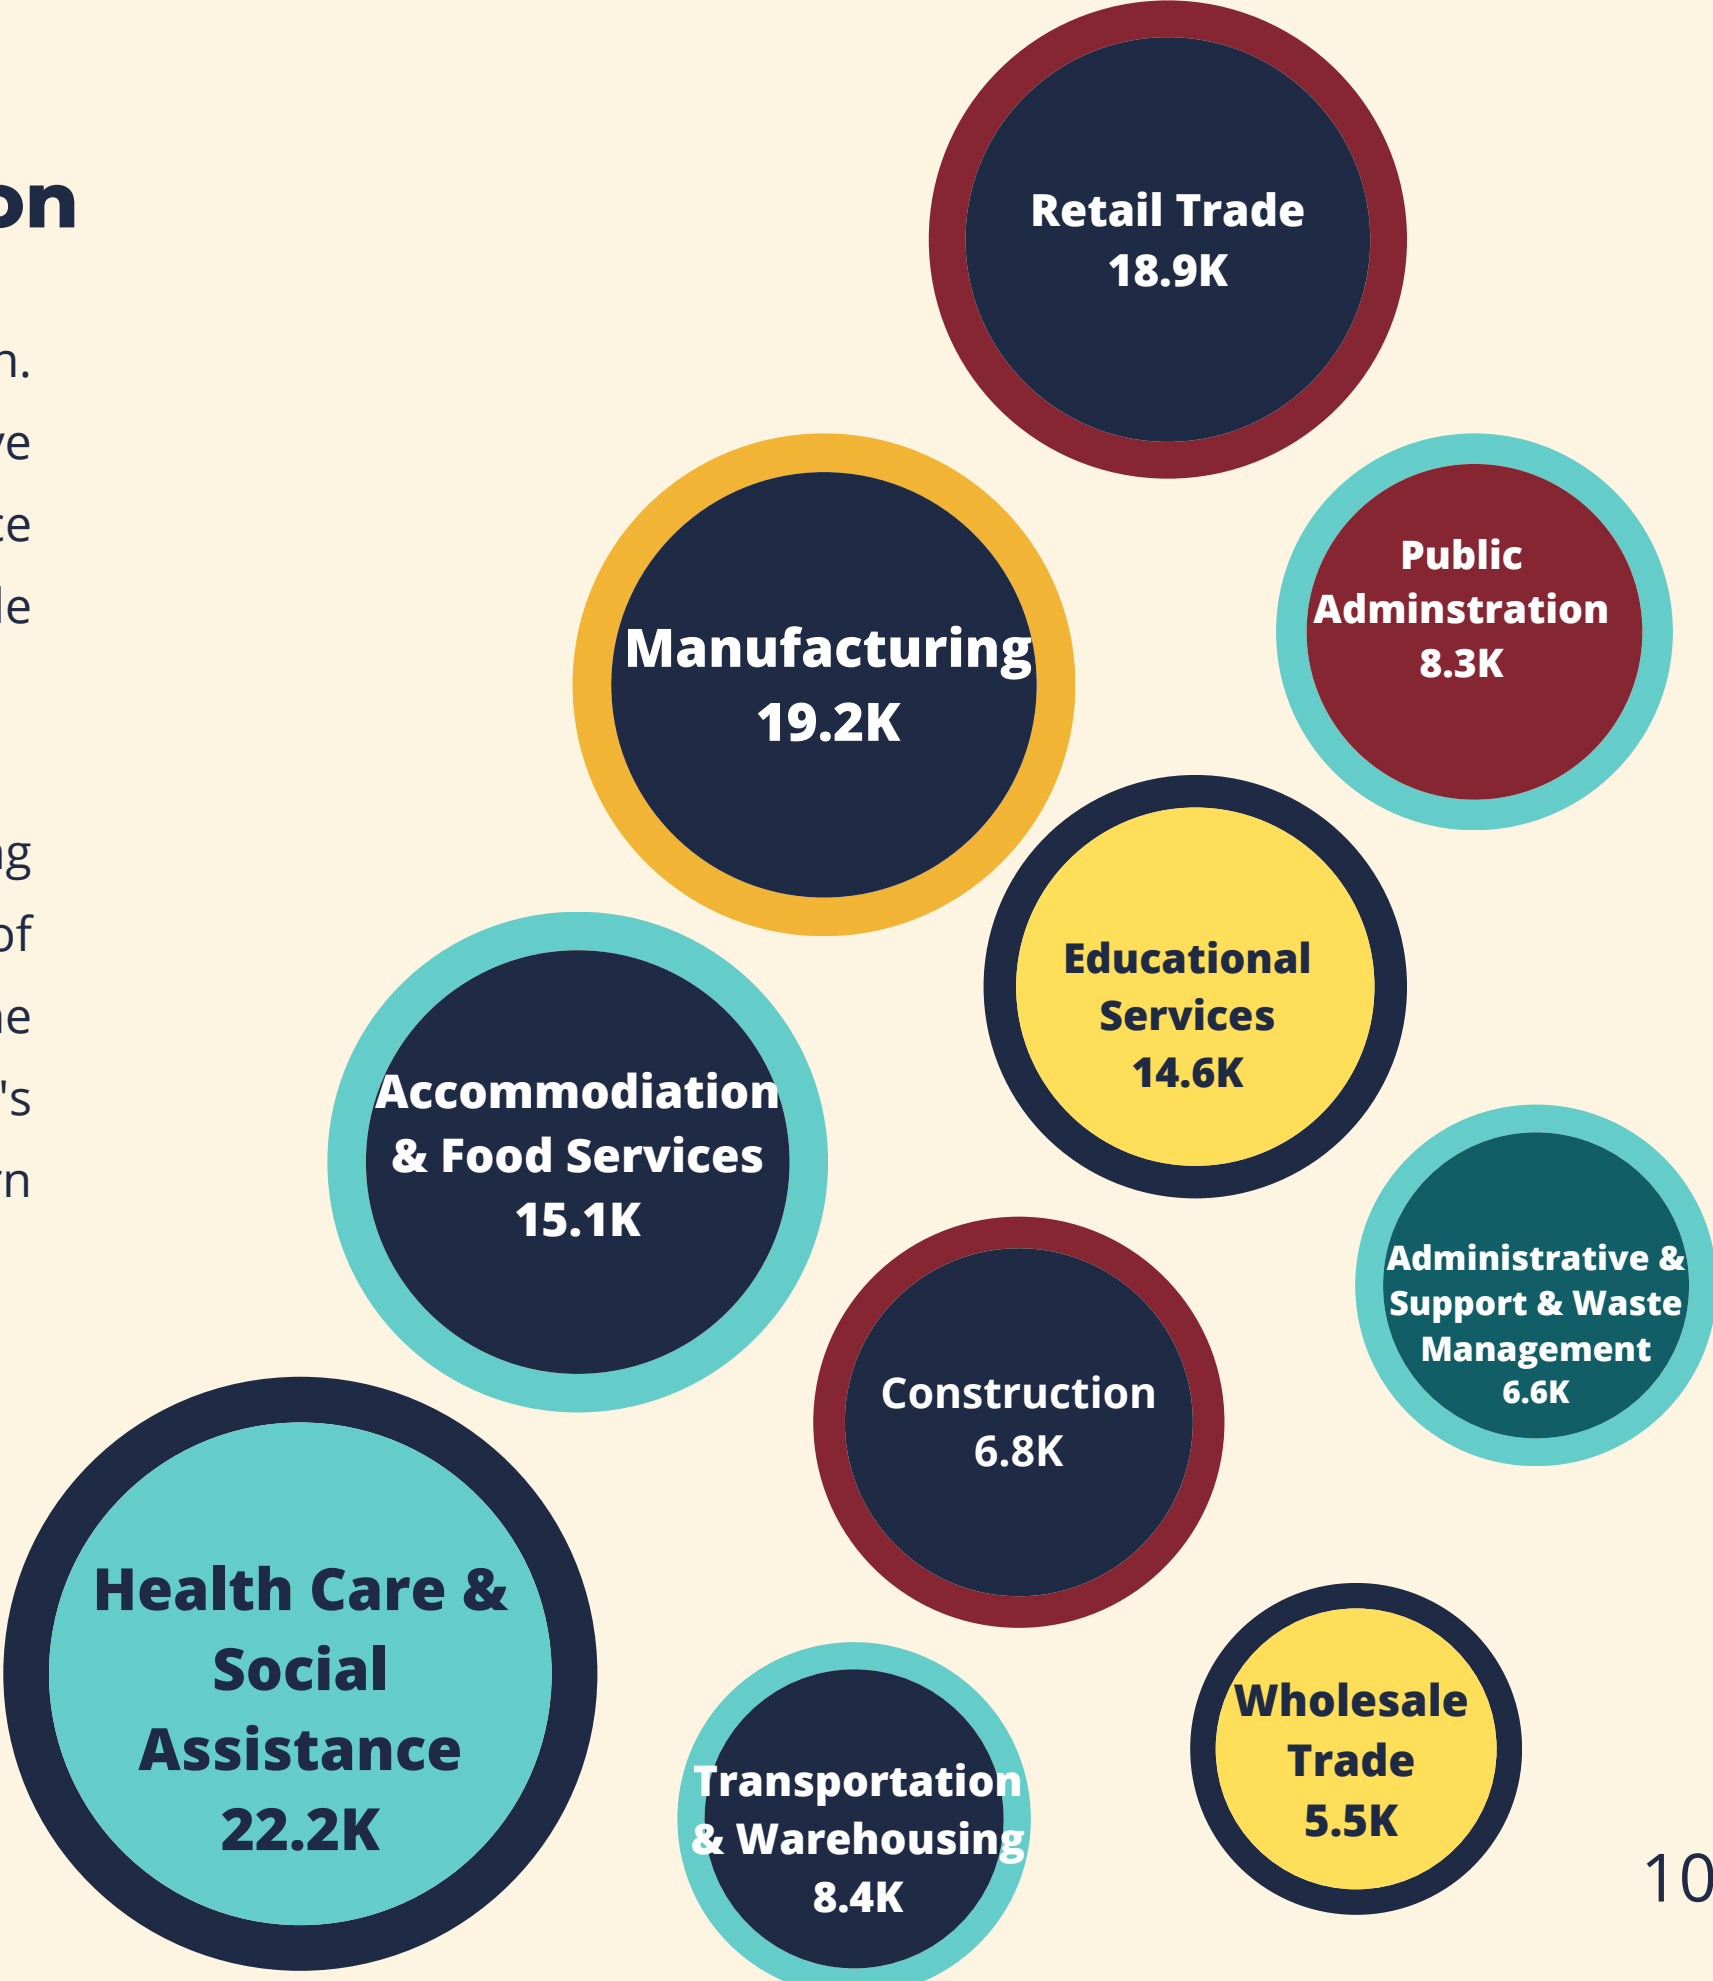 on
n.
ve
ce
le
ng
of
ne
's
rn
Retail Trade
18.9K
Manufacturing
19.2K
Public
Adminstration
8.3K
Educational
Services
14.6K
Accommodiation
& Food Services
15.1K
Administrative &
Support & Waste
Management
6.6K
Construction
6.8K
Health Care &
Social
Assistance
22.2K
Transportation
& Warehousing
8.4K
Wholesale
Trade
5.5K
10